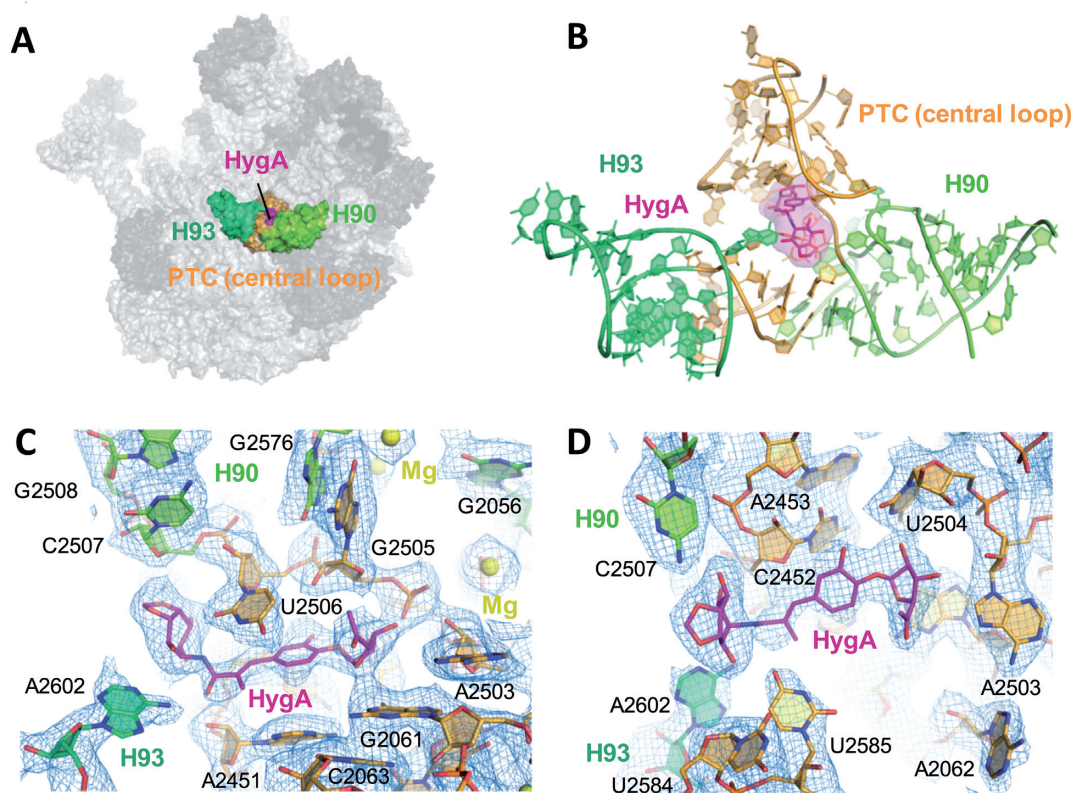 A
HygA
H93
H90
PTC (central loop)
B
PTC (central loop)
H93
HygA
H90
C
G2576
Mg
H90
G2508
G2056
C2507
G2505
U2506
Mg
A2602
HygA
A2503
H93
G2061
A2451
C2063
D
A2453
H90
U2504
C2507
C2452
HygA
A2602
A2503
H93
U2585
U2584
A2062